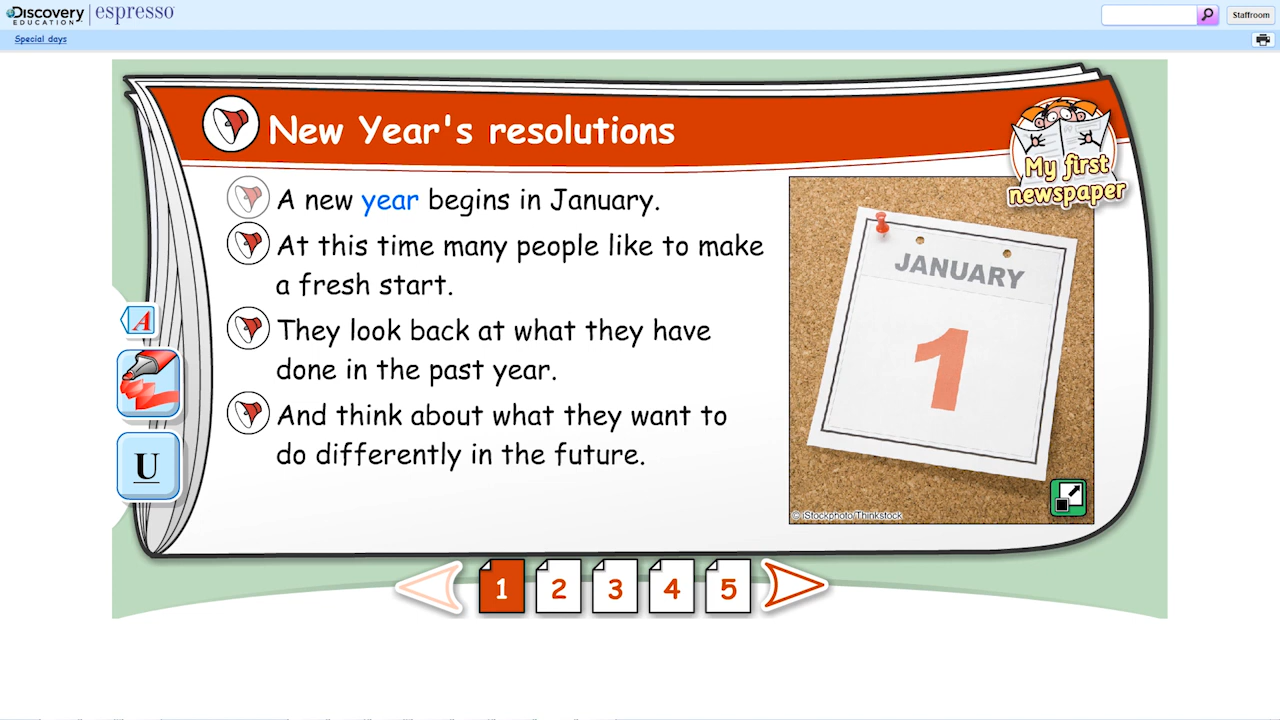 Discovery EDUCATION espresso
Staffroom
Special days
New Year's resolutions
My first
newspaper
A new year begins in January.
At this time many people like to make
a fresh start.
They look back at what they have
done in the past year.
And think about what they want to
do differently in the future.
JANUARY
1
© iStockphoto/Thinkstock
A
U
1 2 3 4 5